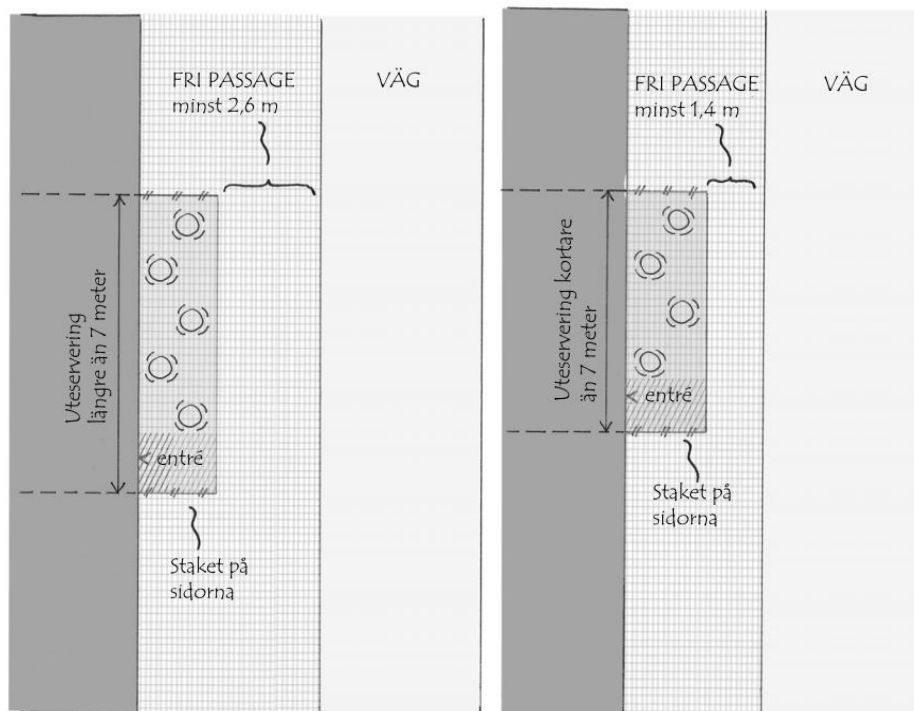 FRI PASSAGE
minst 2,6 m
VÄG
Uteservering
längre än 7 meter
< entré
Staket på
sidorna
FRI PASSAGE
minst 1,4 m
VÄG
Uteservering kortare
än 7 meter
< entré
Staket på
sidorna